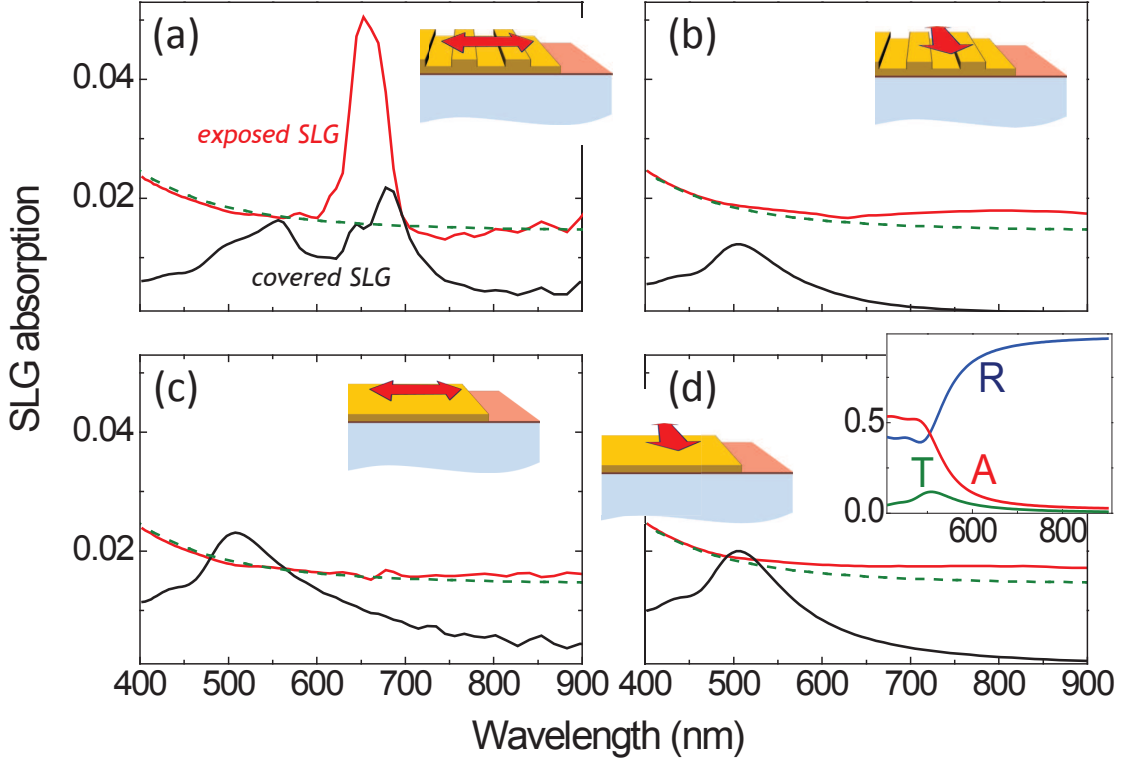 (a)
(b)
0.04
exposed SLG
0.02
covered SLG
SLG absorption
(c)
(d)
R
0.5
T
A
0.0
600
800
0.04
0.02
400
500
600
700
800
900
400
500
600
700
800
900
Wavelength (nm)